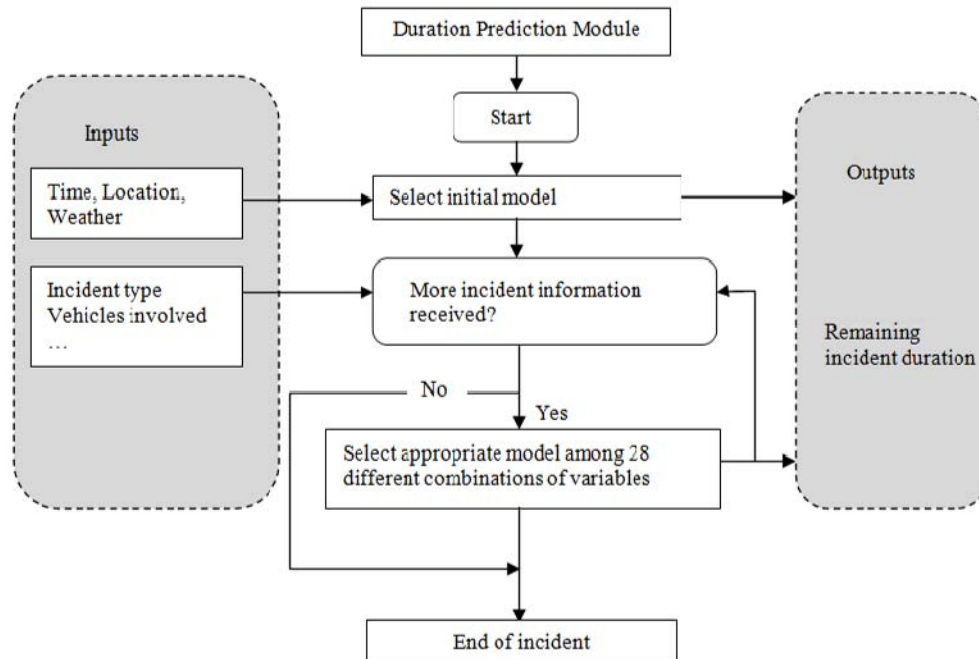 Duration Prediction Module
Start
Inputs
Time, Location,
Weather
Select initial model
Outputs
Incident type
Vehicles involved
…
More incident information
received?
Remaining
incident duration
No
Yes
Select appropriate model among 28
different combinations of variables
End of incident